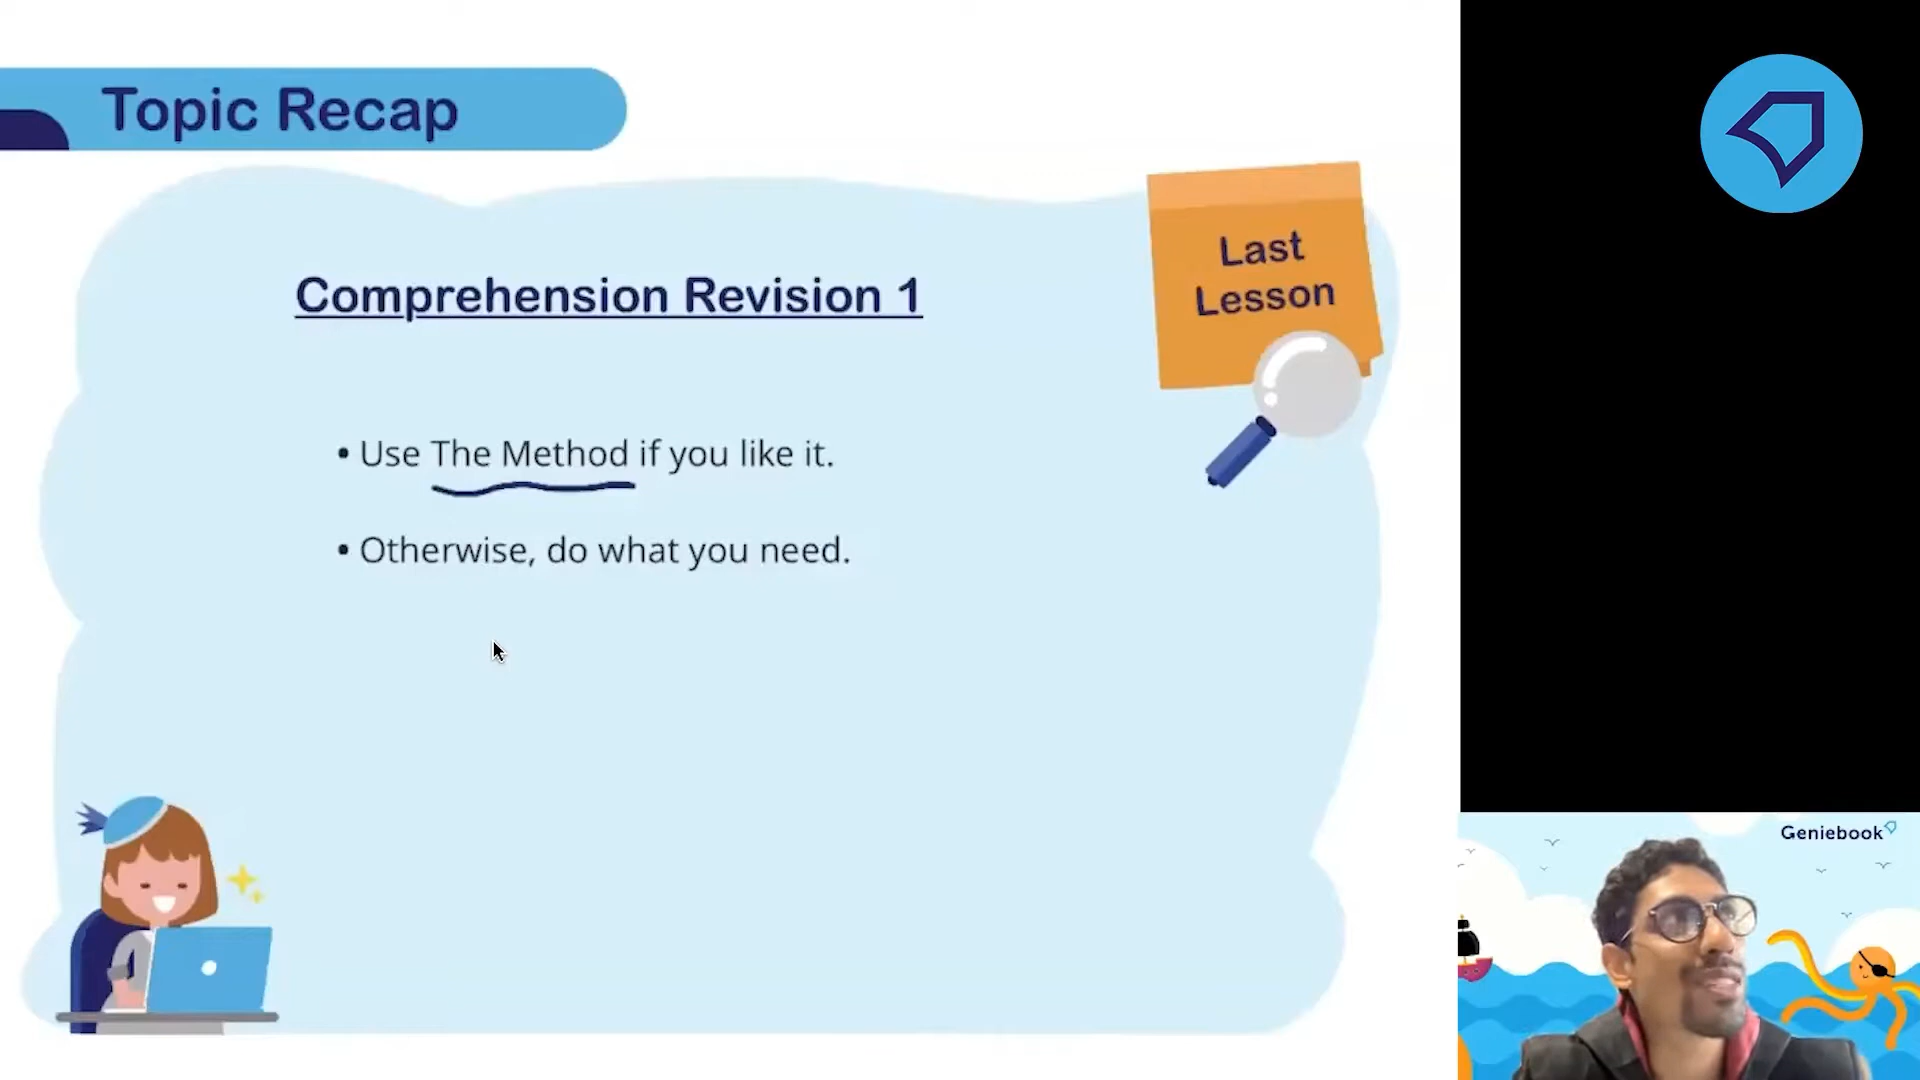 Topic Recap
Last
Lesson
Comprehension Revision 1
• Use The Method if you like it.
• Otherwise, do what you need.
Geniebook